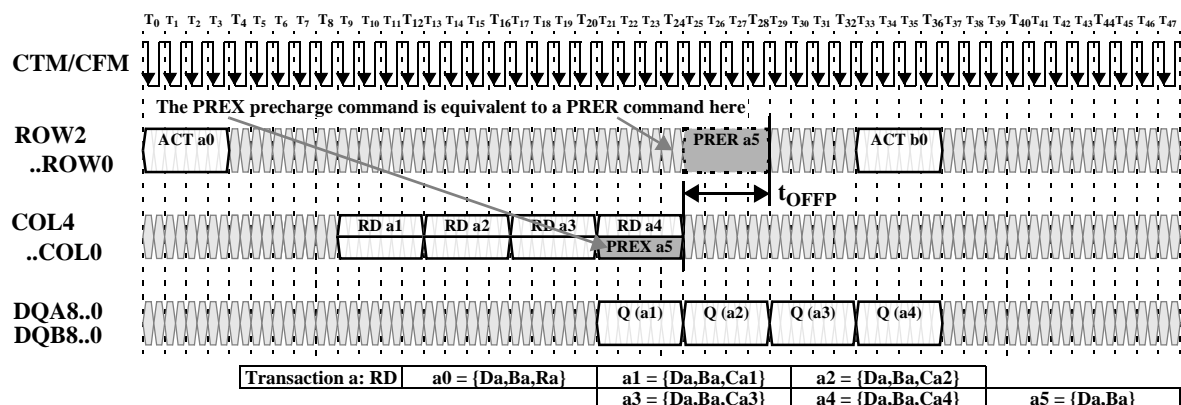 T0 T1 T2 T3 T4 T5 T6 T7 T8 T9 T10 T11 T12 T13 T14 T15 T16 T17 T18 T19 T20 T21 T22 T23 T24 T25 T26 T27 T28 T29 T30 T31 T32 T33 T34 T35 T36 T37 T38 T39 T40 T41 T42 T43 T44 T45 T46 T47
CTM/CFM
The PREX precharge command is equivalent to a PRER command here
ROW2
..ROW0
ACT a0 PRER a5 ACT b0
tOFFP
COL4
..COL0
RD a1 RD a2 RD a3 RD a4
PREX a5
DQA8..0
DQB8..0
Q (a1) Q (a2) Q (a3) Q (a4)
Transaction a: RD a0 = {Da,Ba,Ra} a1 = {Da,Ba,Ca1} a2 = {Da,Ba,Ca2}
a3 = {Da,Ba,Ca3} a4 = {Da,Ba,Ca4} a5 = {Da,Ba}